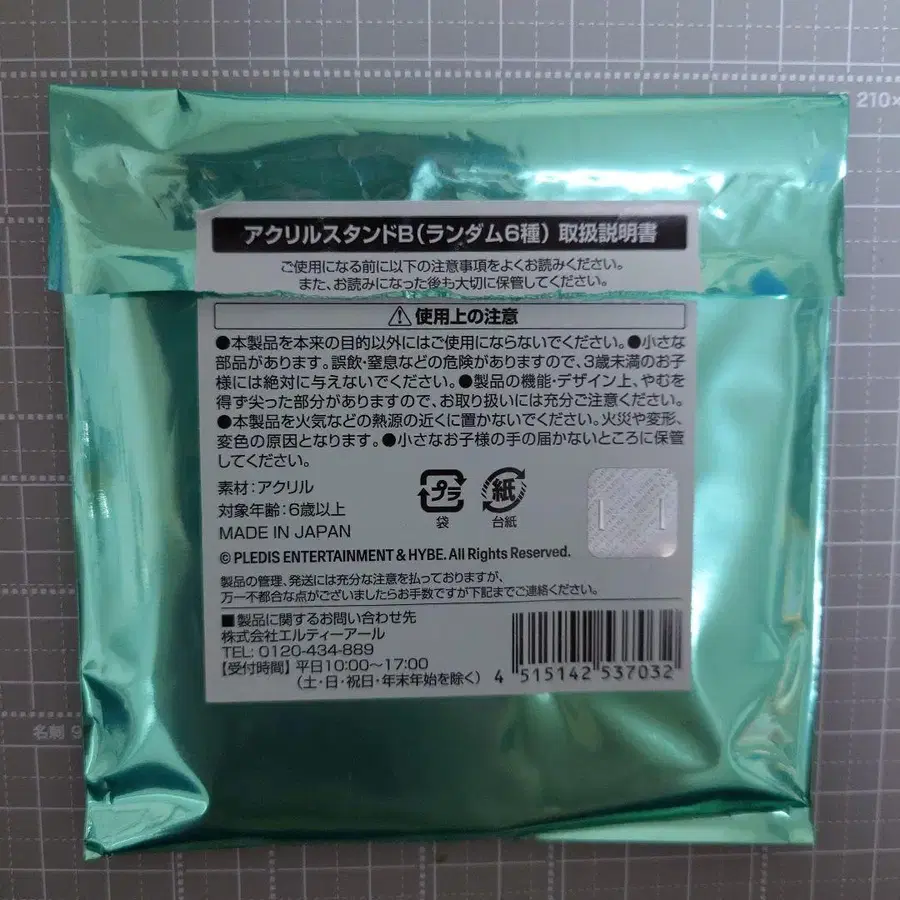 210×
アクリルスタンドB(ランダム6種) 取扱説明書
ご使用になる前に以下の注意事項をよくお読みください。
また、お読みになった後も大切に保管してください。
⚠ 使用上の注意
●本製品を本来の目的以外にはご使用にならないでください。●小さな
部品があります。誤飲・窒息などの危険がありますので、3歳未満のお子
様には絶対に与えないでください。●製品の機能・デザイン上、やむを
得ず尖った部分がありますので、お取り扱いには充分ご注意ください。
●本製品を火気などの熱源の近くに置かないでください。火災や変形、
変色の原因となります。●小さなお子様の手の届かないところに保管
してください。
素材:アクリル
対象年齢:6歳以上
MADE IN JAPAN
プラ
袋
紙
台紙
© PLEDIS ENTERTAINMENT & HYBE. All Rights Reserved.
製品の管理、発送には充分な注意を払っておりますが、
万一不都合な点がございましたらお手数ですが下記までご連絡ください。
■製品に関するお問い合わせ先
株式会社エルディーアール
TEL: 0120-434-889
【受付時間】平日10:00〜17:00
(土・日・祝日・年末年始を除く)
4 515142 537032
名刺 9